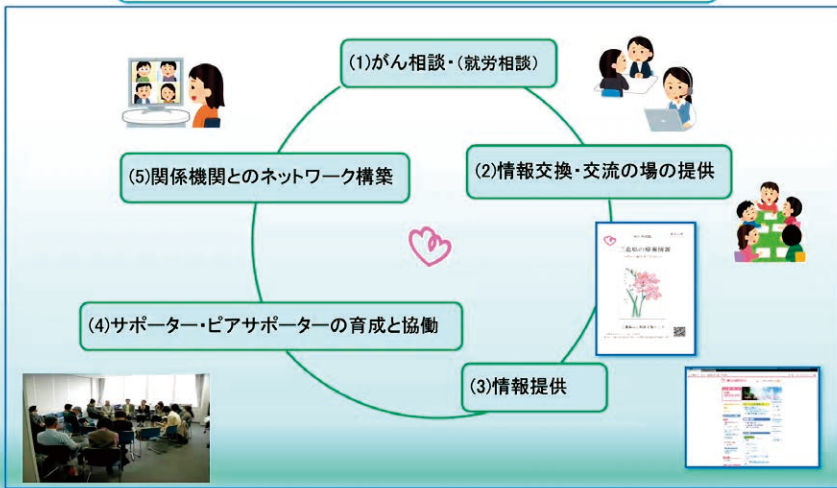 (1)がん相談・(就労相談)
(2)情報交換・交流の場の提供
(3)情報提供
(4)サポーター・ピアサポーターの育成と協働
(5)関係機関とのネットワーク構築